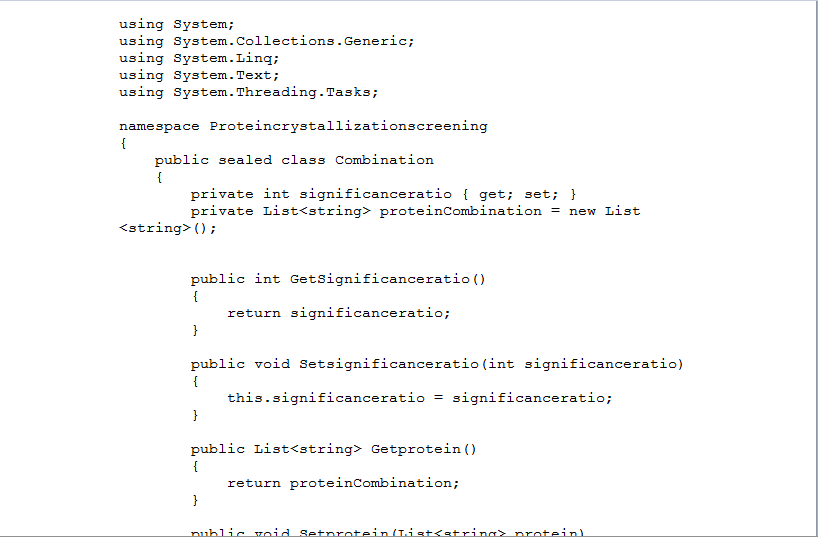 using System;
using System.Collections.Generic;
using System.Linq;
using System.Text;
using System.Threading.Tasks;
namespace Proteincrystallizationscreening
{
public sealed class Combination
{
private int significanceratio { get; set; }
private List<string> proteinCombination = new List
<string>();
public int GetSignificanceratio()
{
return significanceratio;
}
public void Setsignificanceratio(int significanceratio)
{
this.significanceratio = significanceratio;
}
public List<string> Getprotein()
{
return proteinCombination;
}
public void Setprotein(List<string> protein)